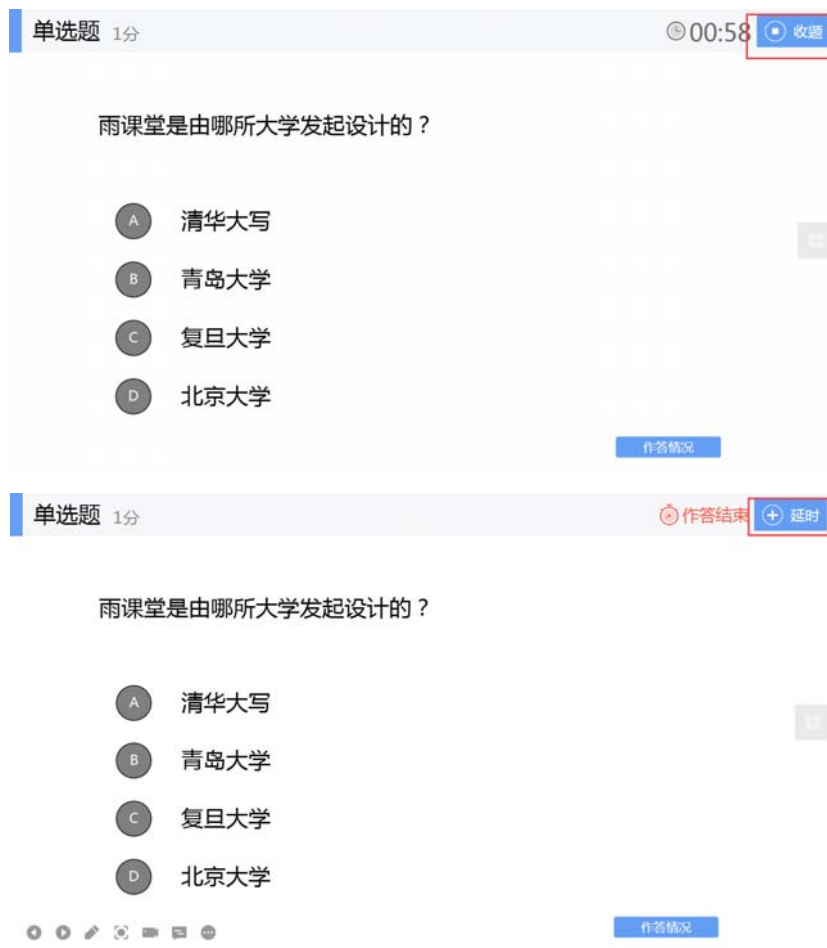 单选题 1分 00:58 收题
雨课堂是由哪所大学发起设计的？
A 清华大写
B 青岛大学
C 复旦大学
D 北京大学
作答情况
单选题 1分 作答结束 延时
雨课堂是由哪所大学发起设计的？
A 清华大写
B 青岛大学
C 复旦大学
D 北京大学
作答情况